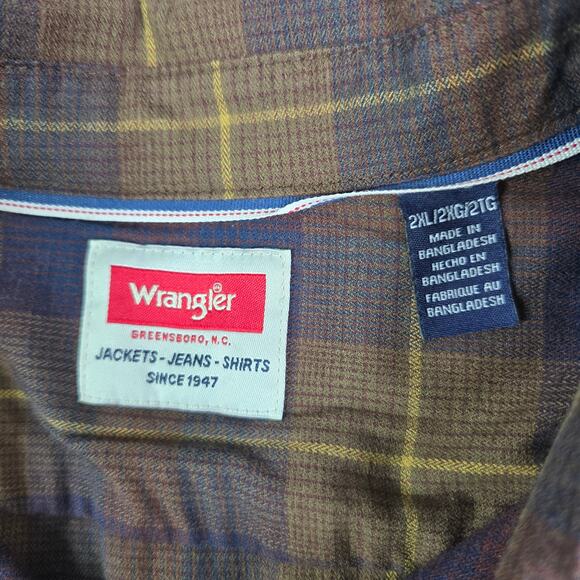 Wrangler
GREENSBORO, N.C.
JACKETS - JEANS - SHIRTS
SINCE 1947
2XL/2XG/2TG
MADE IN
BANGLADESH
HECHO EN
BANGLADESH
FABRIQUE AU
BANGLADESH